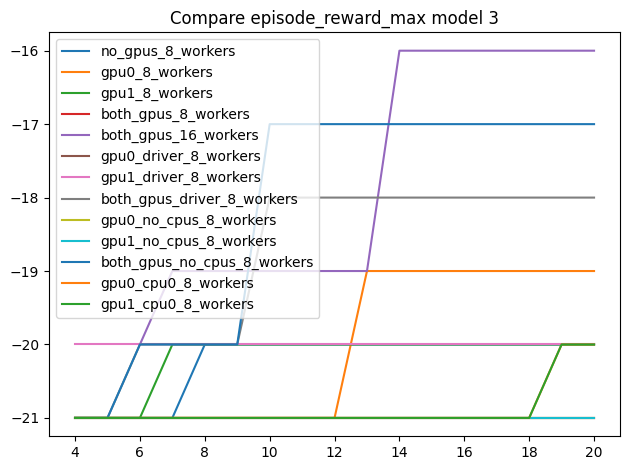 Compare episode_reward_max model 3
no_gpus_8_workers
gpu0_8_workers
gpu1_8_workers
both_gpus_8_workers
both_gpus_16_workers
gpu0_driver_8_workers
gpu1_driver_8_workers
both_gpus_driver_8_workers
gpu0_no_cpus_8_workers
gpu1_no_cpus_8_workers
both_gpus_no_cpus_8_workers
gpu0_cpu0_8_workers
gpu1_cpu0_8_workers
−16
−17
−18
−19
−20
−21
4 6 8 10 12 14 16 18 20